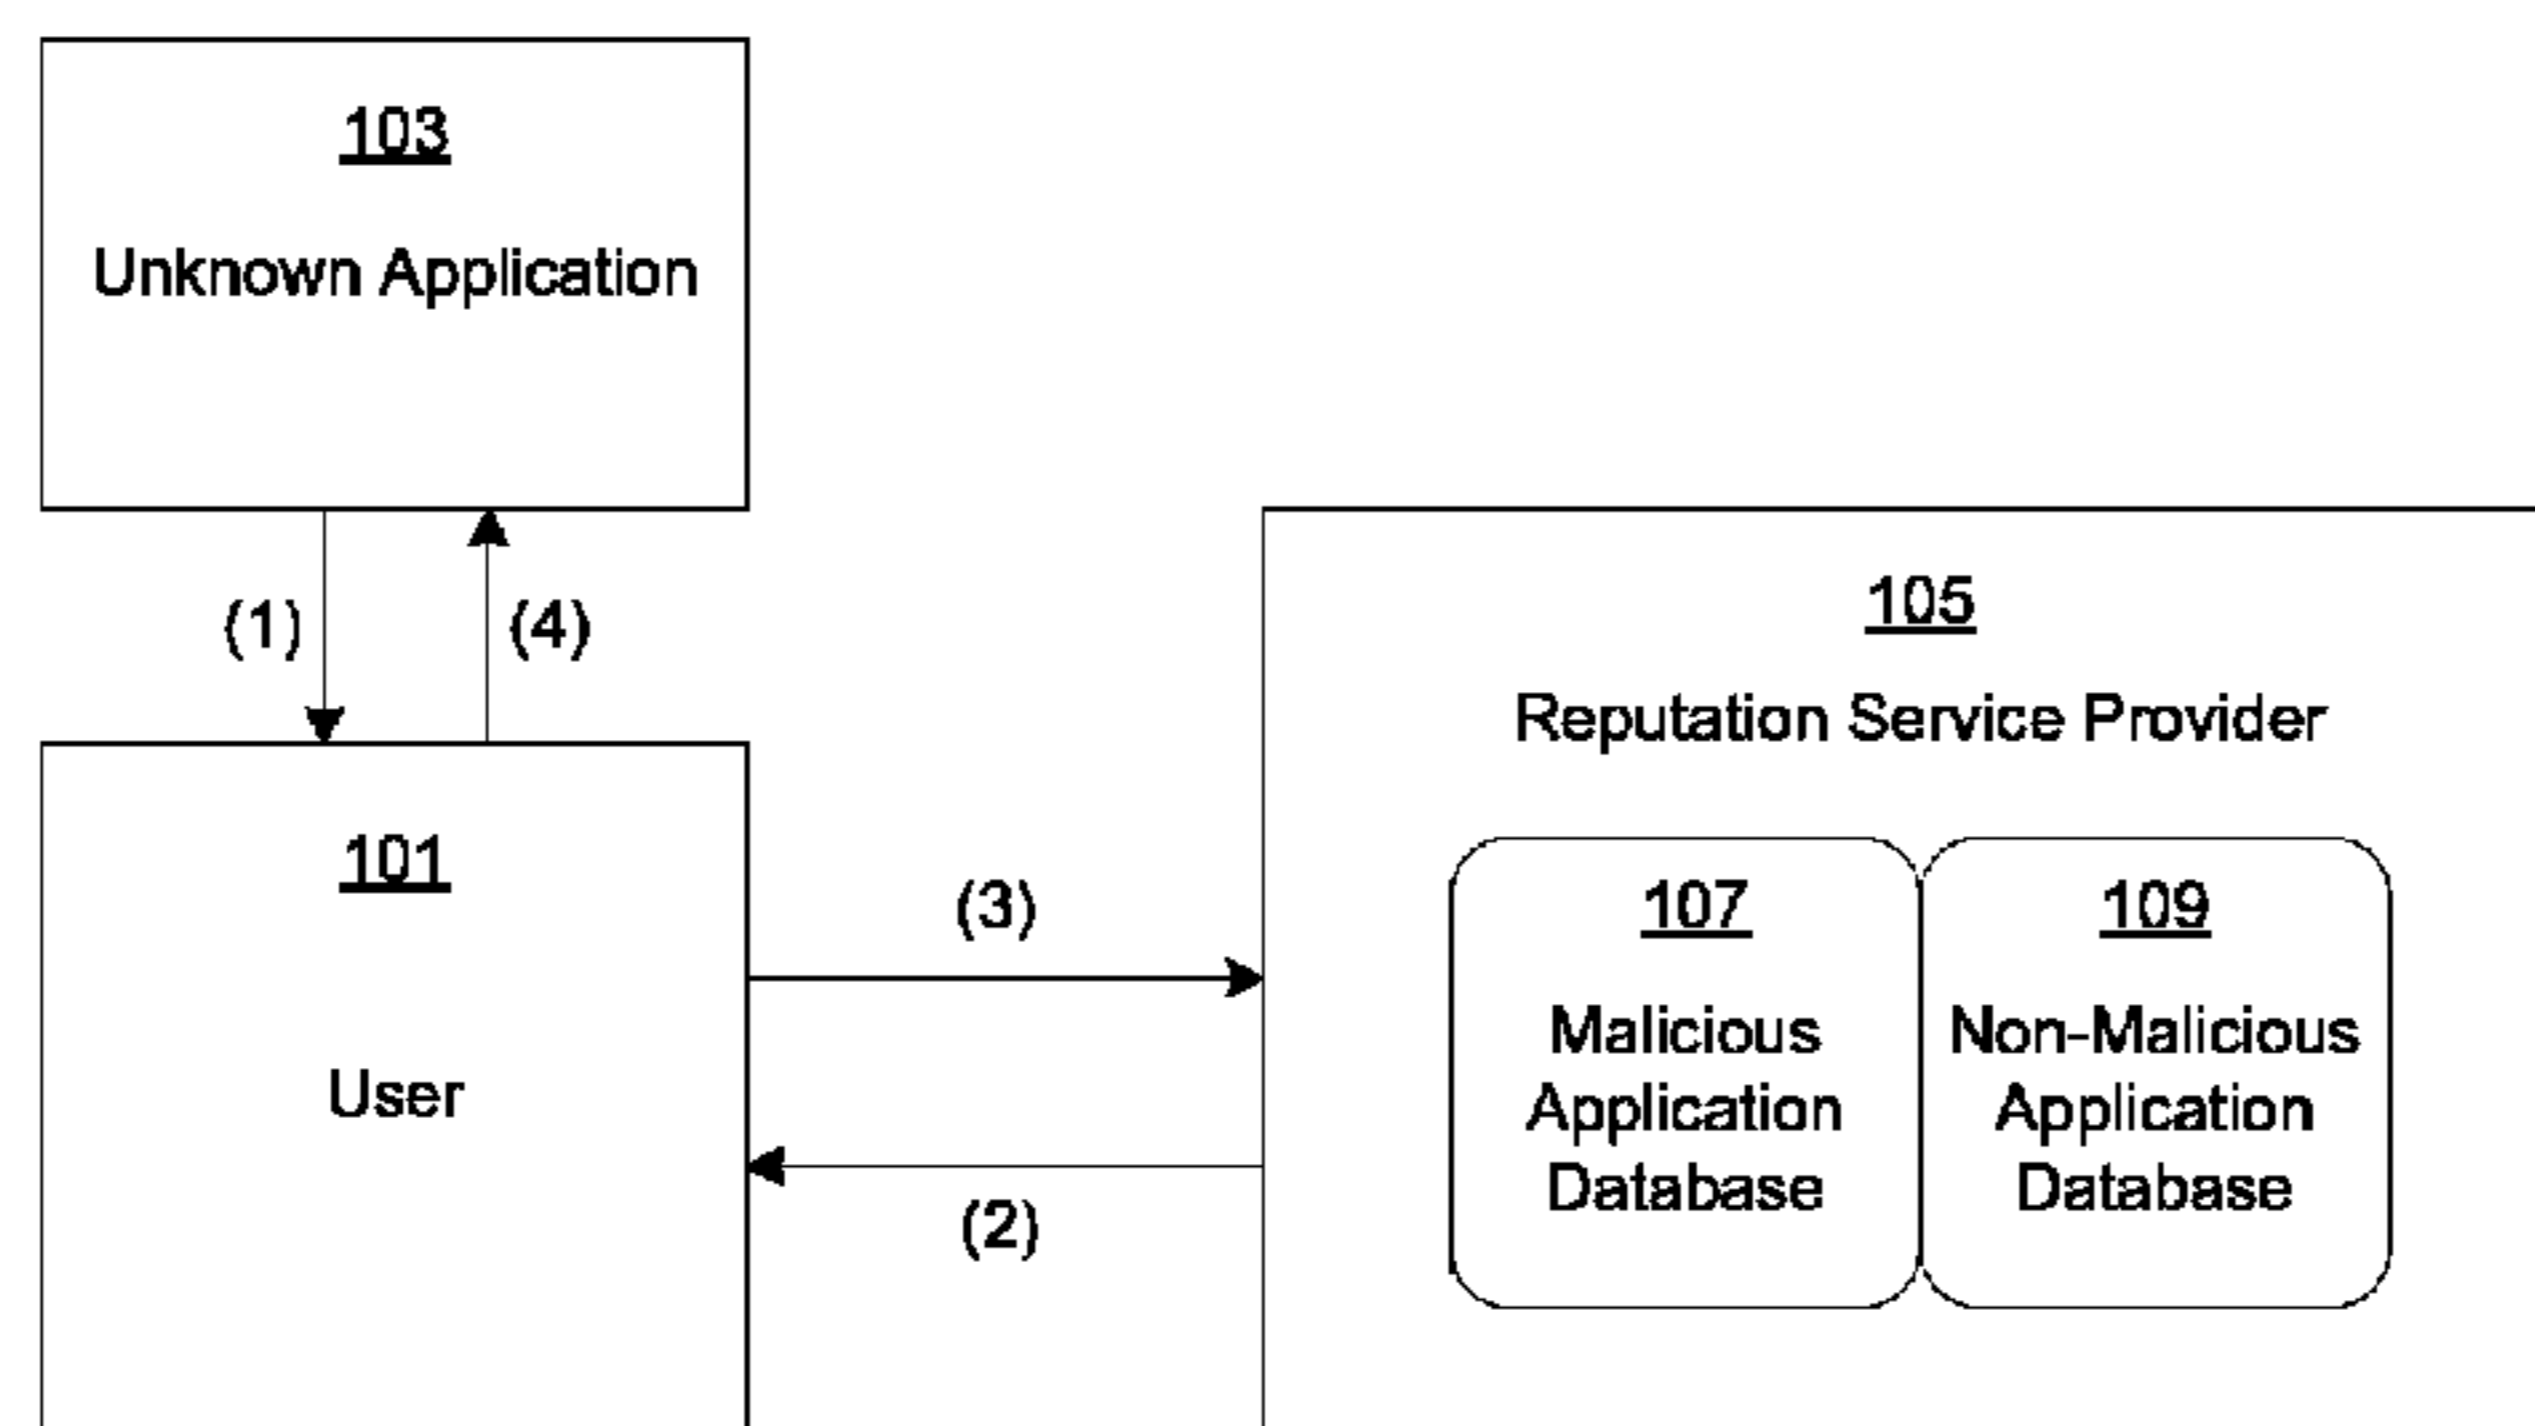 103
Unknown Application
(1)
(4)
105
Reputation Service Provider
101
User
(3)
(2)
107
Malicious
Application
Database
109
Non-Malicious
Application
Database